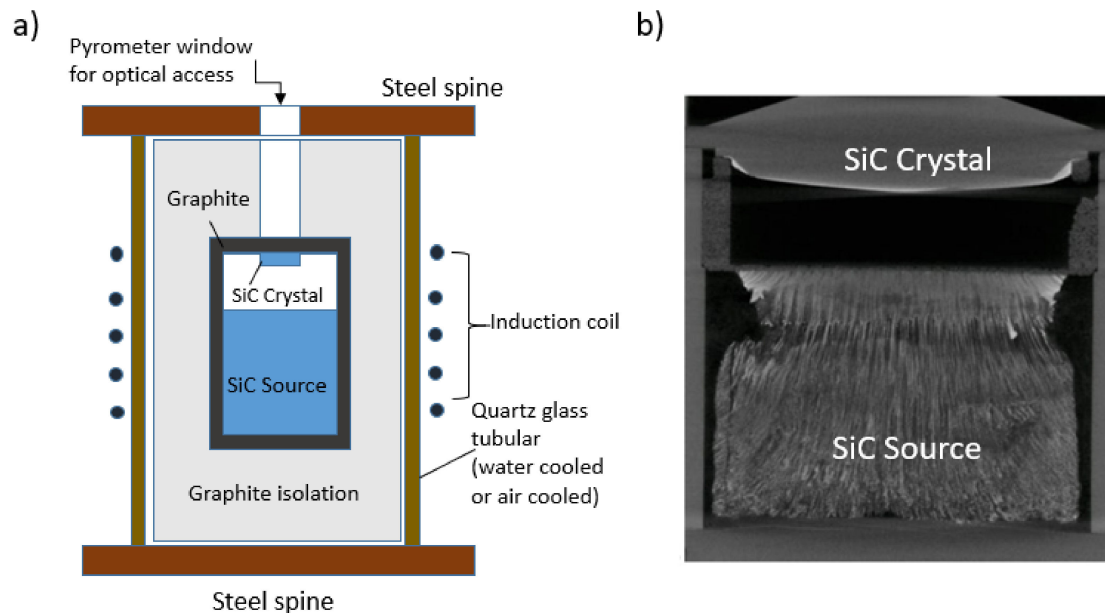 a)
Pyrometer window
for optical access
Steel spine
Graphite
SiC Crystal
Induction coil
SiC Source
Quartz glass
tubular
(water cooled
or air cooled)
Graphite isolation
Steel spine
b)
SiC Crystal
SiC Source